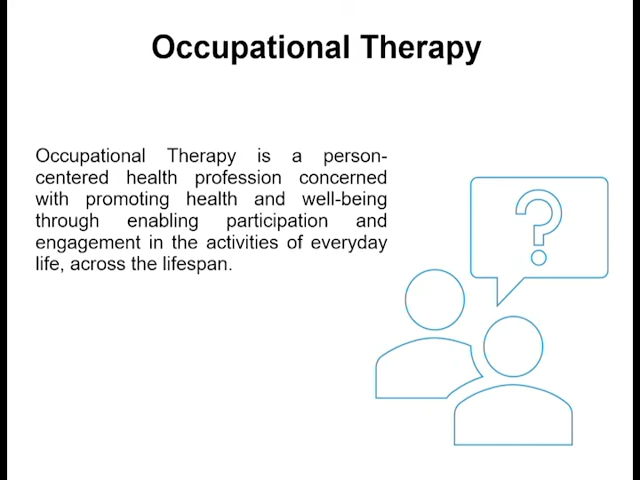 Occupational Therapy
Occupational Therapy is a person-
centered health profession concerned
with promoting health and well-being
through enabling participation and
engagement in the activities of everyday
life, across the lifespan.
?